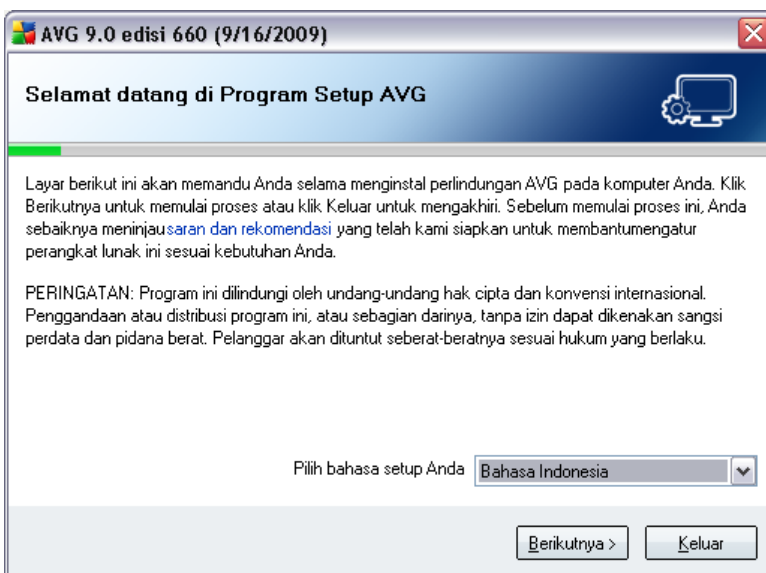 AVG 9.0 edisi 660 (9/16/2009)
Selamat datang di Program Setup AVG
Layar berikut ini akan memandu Anda selama menginstal perlindungan AVG pada komputer Anda. Klik
Berikutnya untuk memulai proses atau klik Keluar untuk mengakhiri. Sebelum memulai proses ini, Anda
sebaiknya meninjausaran dan rekomendasi yang telah kami siapkan untuk membantumengatur
perangkat lunak ini sesuai kebutuhan Anda.
PERINGATAN: Program ini dilindungi oleh undang-undang hak cipta dan konvensi internasional.
Penggandaan atau distribusi program ini, atau sebagian darinya, tanpa izin dapat dikenakan sangsi
perdata dan pidana berat. Pelanggar akan dituntut seberat-beratnya sesuai hukum yang berlaku.
Pilih bahasa setup Anda Bahasa Indonesia
Berikutnya > Keluar